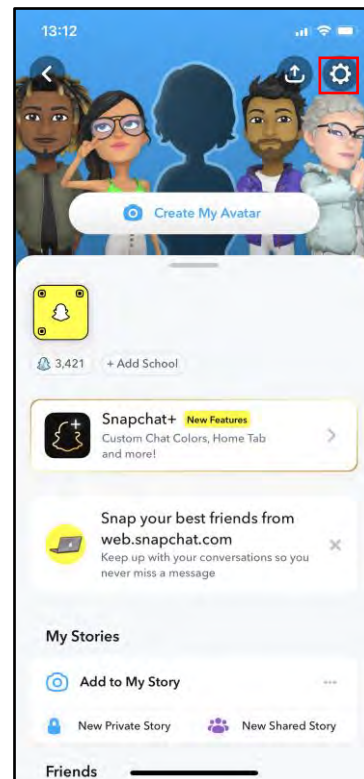 13:12
Create My Avatar
3,421
+ Add School
Snapchat+ New Features
Custom Chat Colors, Home Tab
and more!
Snap your best friends from
web.snapchat.com
Keep up with your conversations so you
never miss a message
My Stories
Add to My Story
New Private Story
New Shared Story
Friends